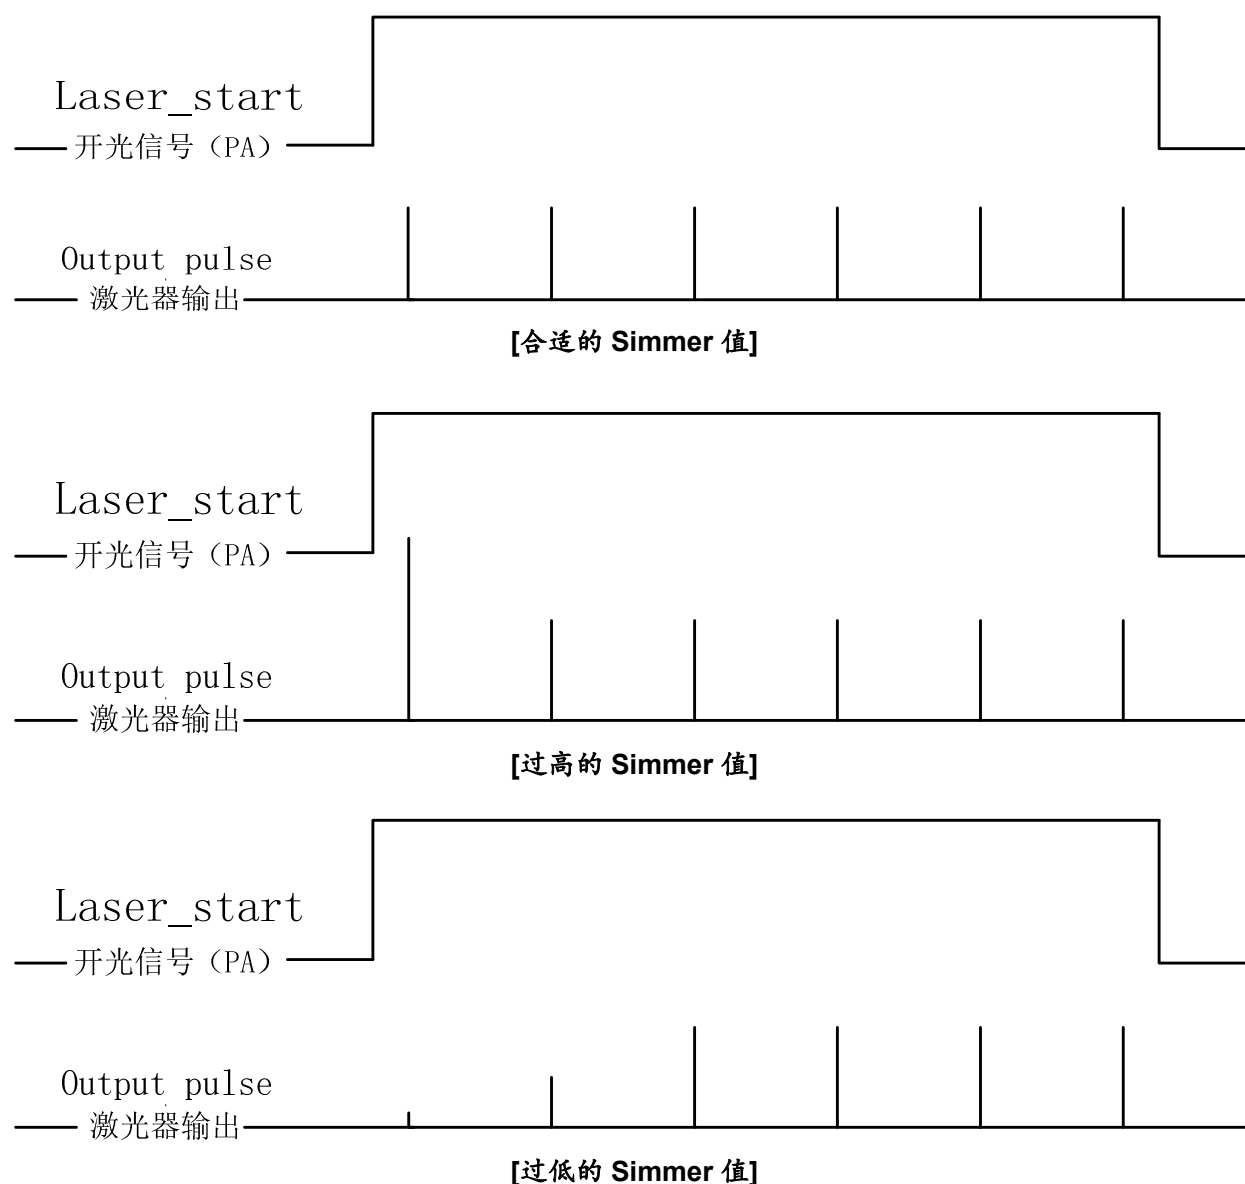 Laser_start
开光信号（PA）
Output pulse
激光器输出
[合适的 Simmer 值]
Laser_start
开光信号（PA）
Output pulse
激光器输出
[过高的 Simmer 值]
Laser_start
开光信号（PA）
Output pulse
激光器输出
[过低的 Simmer 值]